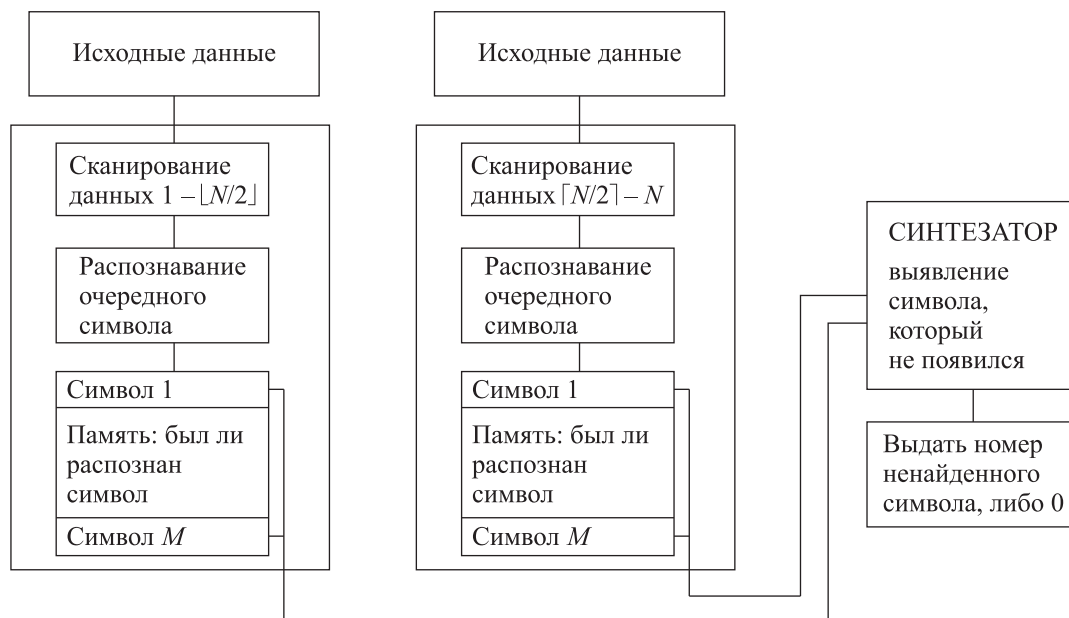 Исходные данные
Сканирование
данных 1 – ⌊N/2⌋
Распознавание
очередного
символа
Символ 1
Память: был ли
распознан
символ
Символ M
Исходные данные
Сканирование
данных ⌈N/2⌉ – N
Распознавание
очередного
символа
Символ 1
Память: был ли
распознан
символ
Символ M
СИНТЕЗАТОР
выявление
символа,
который
не появился
Выдать номер
ненайденного
символа, либо 0